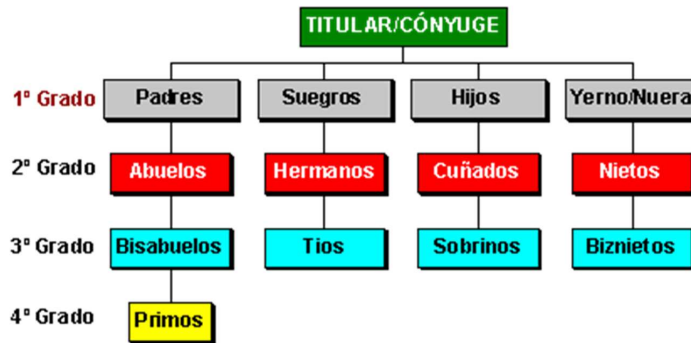 TITULAR/CÓNYUGE
1º Grado Padres Suegros Hijos Yerno/Nuera
2º Grado Abuelos Hermanos Cuñados Nietos
3º Grado Bisabuelos Tios Sobrinos Biznietos
4º Grado Primos